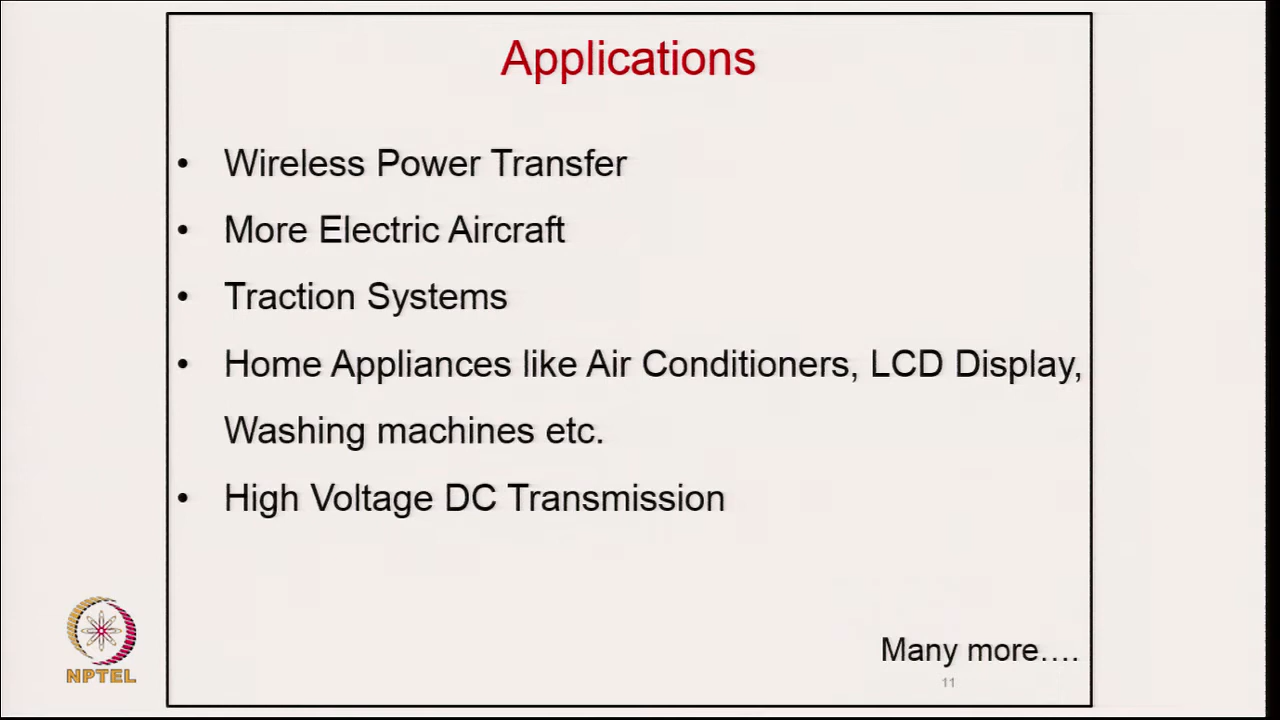 Applications
• Wireless Power Transfer
• More Electric Aircraft
• Traction Systems
• Home Appliances like Air Conditioners, LCD Display,
Washing machines etc.
• High Voltage DC Transmission
Many more….
11
NPTEL